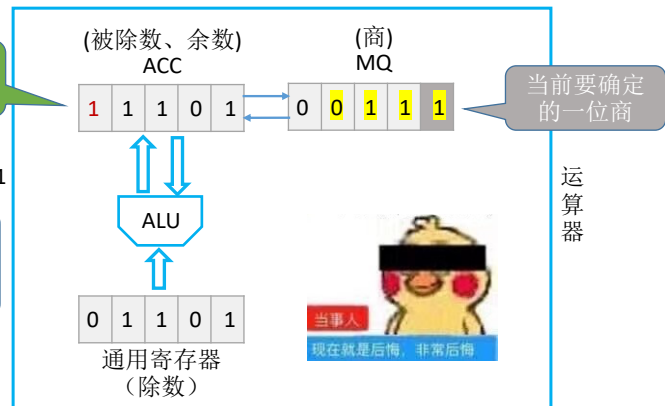 (被除数、余数)
ACC
(商)
MQ
1 1 1 0 1
0 0 1 1 1
当前要确定
的一位商
1
ALU
运
算
器
0 1 1 0 1
通用寄存器
（除数）
当事人
现在就是后悔，非常后悔